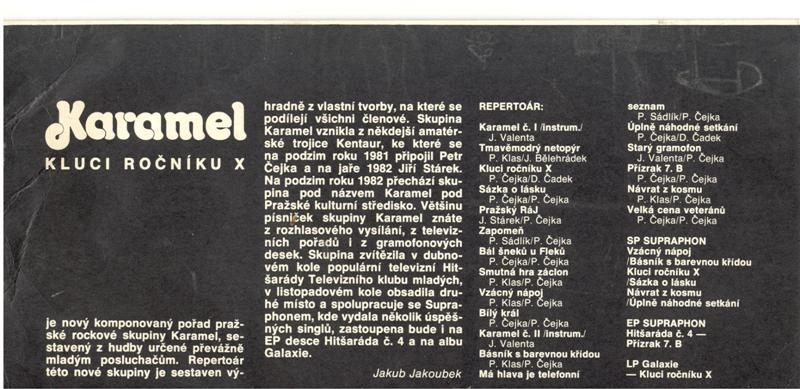 Karamel
KLUCI ROČNÍKU X
je nový komponovaný pořad praž-
ské rockové skupiny Karamel, se-
stavený z hudby určené převážně
mladým posluchačům. Repertoár
této nové skupiny je sestaven vý-
hradně z vlastní tvorby, na které se
podílejí všichni členové. Skupina
Karamel vznikla z někdejší amatér-
ské trojice Kentaur, ke které se
na podzim roku 1981 připojil Petr
Čejka a na jaře 1982 Jiří Stárek.
Na podzim roku 1982 přechází sku-
pina pod názvem Karamel pod
Pražské kulturní středisko. Většinu
písniček skupiny Karamel znáte
z rozhlasového vysílání, z televiz-
ních pořadů i z gramofonových
desek. Skupina zvítězila v dubno-
vém kole populární televizní Hit-
šarády Televizního klubu mladých,
v listopadovém kole obsadila dru-
hé místo a spolupracuje se Supra-
phonem, kde vydala několik úspěš-
ných singlů, zastoupena bude i na
EP desce Hitšaráda č. 4 a na albu
Galaxie.
Jakub Jakoubek
REPERTOÁR:
Karamel č. I /instrum./
J. Valenta
Tmavěmodrý netopýr
P. Klas/J. Bělehrádek
Kluci ročníku X
P. Čejka/D. Čadek
Sázka o lásku
P. Čejka/P. Čejka
Pražský RáJ
J. Stárek/P. Čejka
Zapomeň
P. Sádlík/P. Čejka
Bál šneků u Fleků
P. Čejka/P. Čejka
Smutná hra záclon
P. Klas/P. Čejka
Vzácný nápoj
P. Klas/P. Čejka
Bílý král
P. Čejka/P. Čejka
Karamel č. II /instrum./
J. Valenta
Básník s barevnou křídou
P. Klas/P. Čejka
Má hlava je telefonní
seznam
P. Sádlík/P. Čejka
Úplně náhodné setkání
P. Čejka/D. Čadek
Starý gramofon
J. Valenta/P. Čejka
Přízrak 7. B
P. Čejka/P. Čejka
Návrat z kosmu
P. Klas/P. Čejka
Velká cena veteránů
P. Čejka/P. Čejka
SP SUPRAPHON
Vzácný nápoj
/Básník s barevnou křídou
Kluci ročníku X
/Sázka o lásku
Návrat z kosmu
/Úplně náhodné setkání
EP SUPRAPHON
Hitšaráda č. 4 —
Přízrak 7. B
LP Galaxie
— Kluci ročníku X